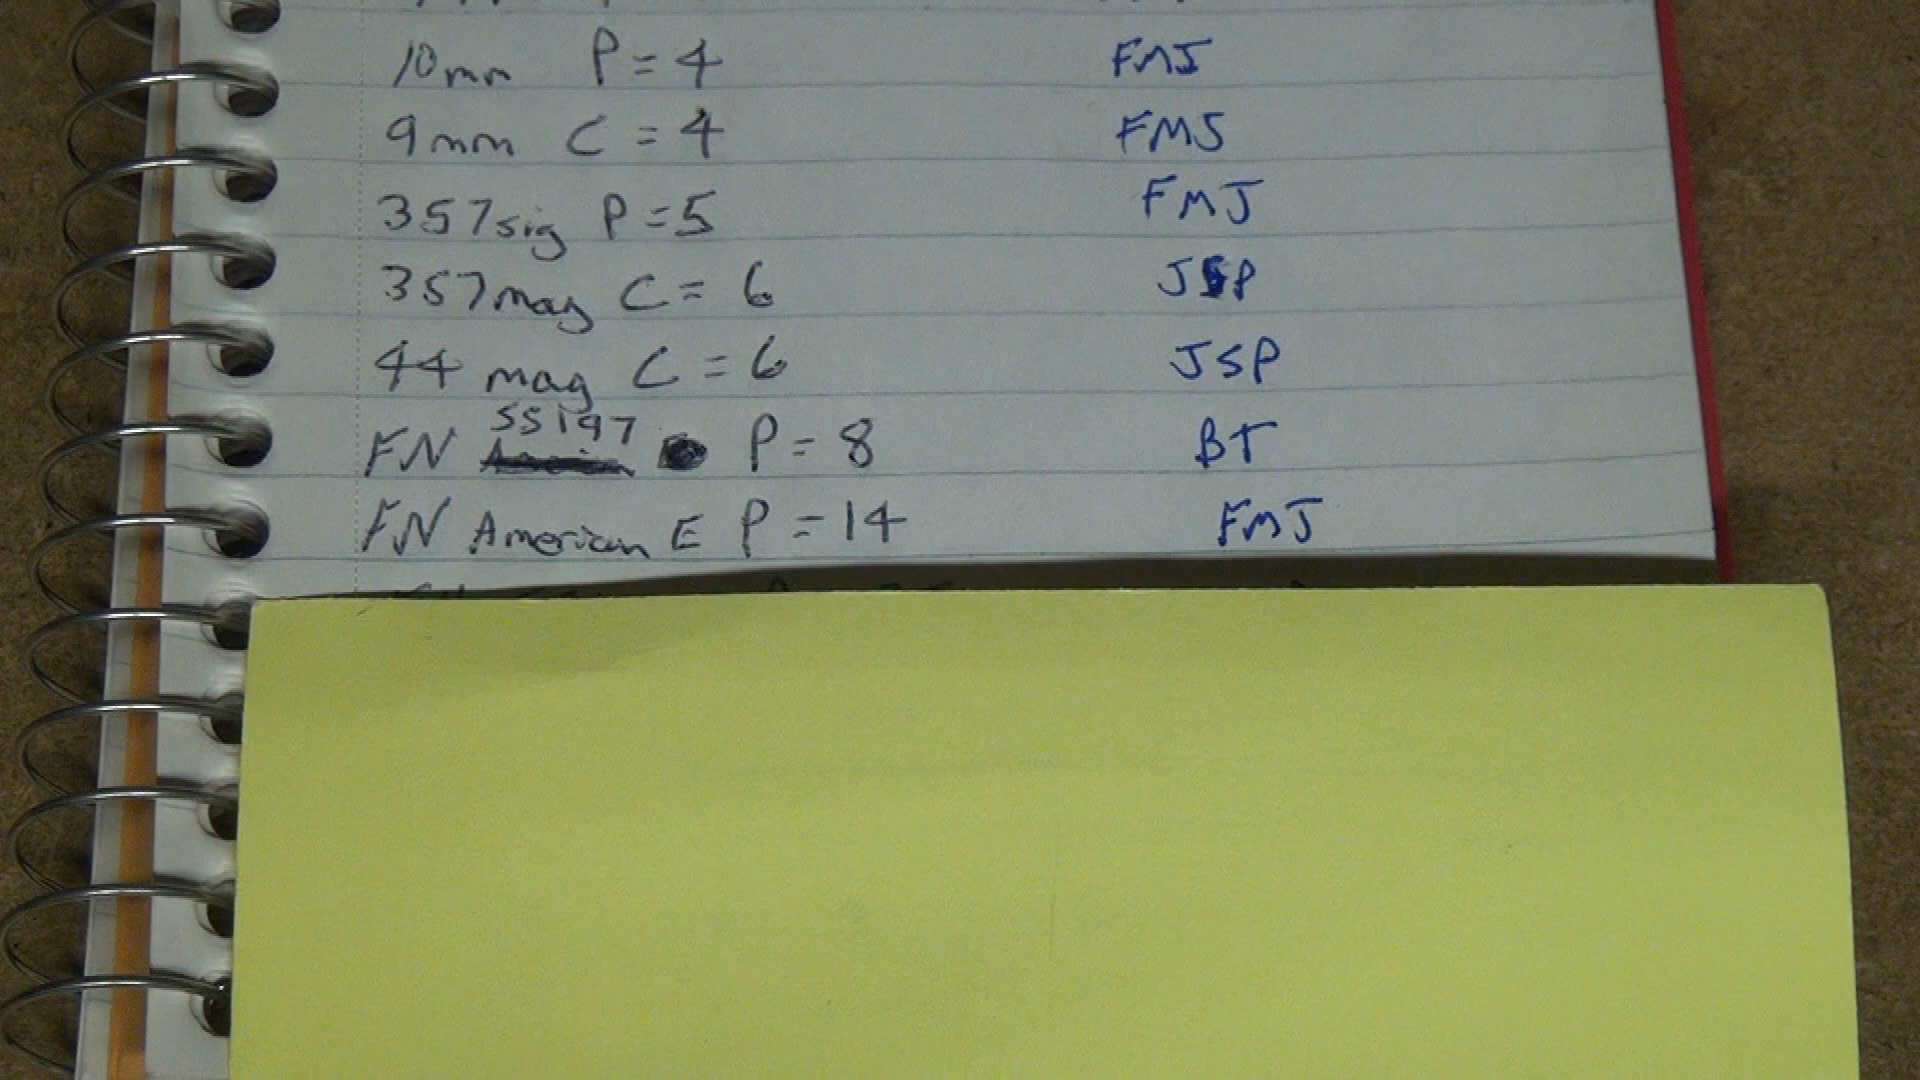 10mm P = 4 FMJ
9mm C = 4 FMJ
357sig P = 5 FMJ
357mag C = 6 JSP
44 mag C = 6 JSP
FN SS197 P = 8 BT
FN American E P = 14 FMJ